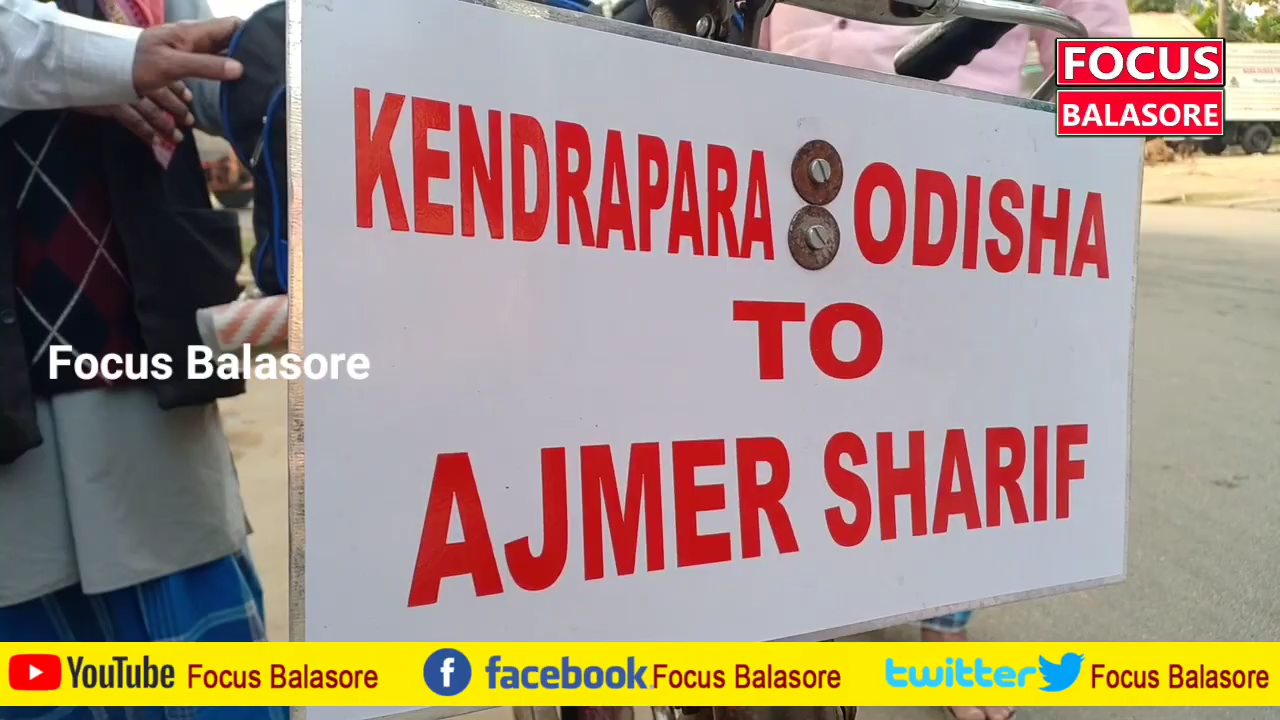 FOCUS
BALASORE
KENDRAPARA ODISHA
TO
AJMER SHARIF
Focus Balasore
YouTube Focus Balasore
facebook Focus Balasore
twitter Focus Balasore